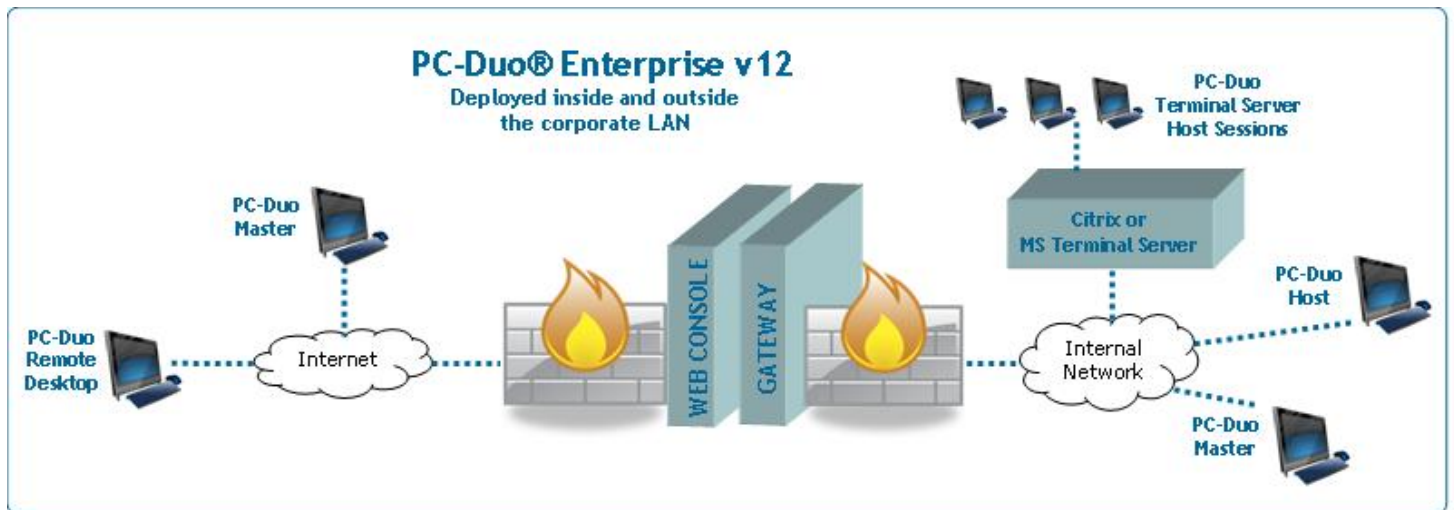 PC-Duo® Enterprise v12
Deployed inside and outside
the corporate LAN
PC-Duo
Terminal Server
Host Sessions
PC-Duo
Master
Citrix or
MS Terminal Server
WEB CONSOLE
GATEWAY
PC-Duo
Host
PC-Duo
Remote
Desktop
Internet
Internal
Network
PC-Duo
Master